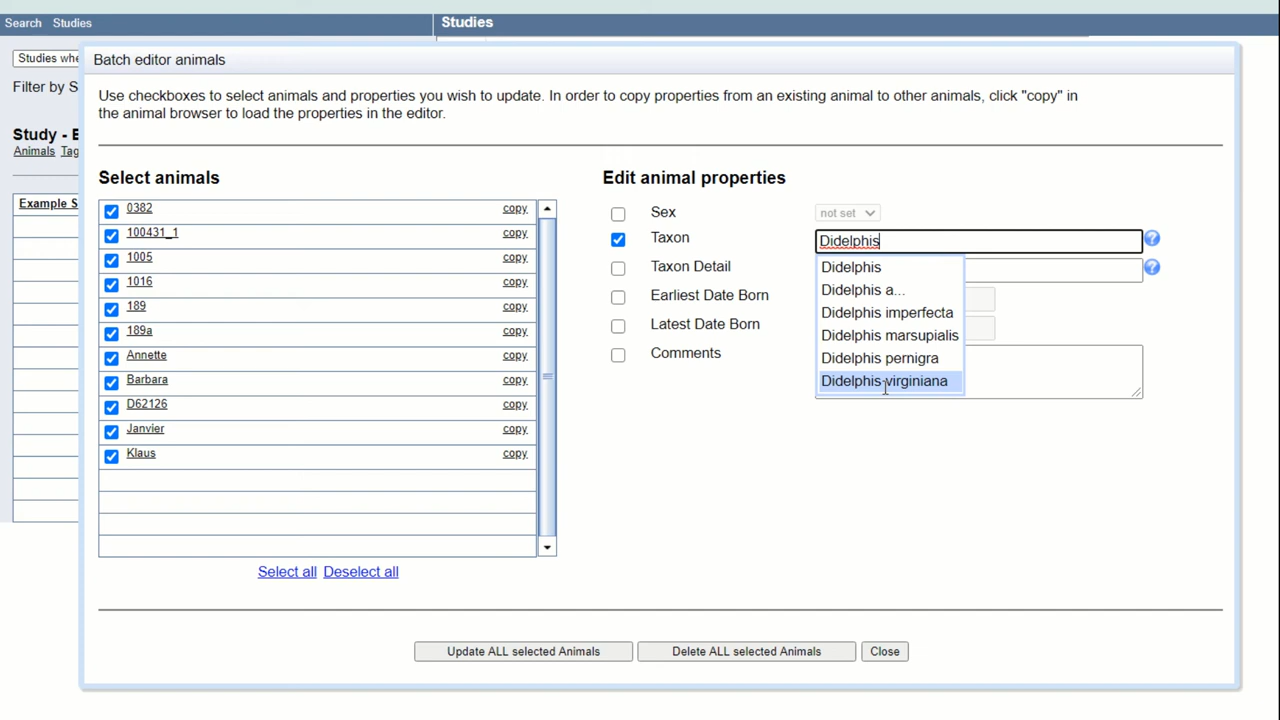 Search Studies
Studies
Studies whe
Filter by S
Study - E
Animals Tag
Example S
Batch editor animals
Use checkboxes to select animals and properties you wish to update. In order to copy properties from an existing animal to other animals, click "copy" in
the animal browser to load the properties in the editor.
Select animals
0382 copy
100431_1 copy
1005 copy
1016 copy
189 copy
189a copy
Annette copy
Barbara copy
D62126 copy
Janvier copy
Klaus copy
Select all Deselect all
Edit animal properties
Sex not set
Taxon Didelphis
Taxon Detail
Earliest Date Born
Latest Date Born
Comments
Didelphis
Didelphis a...
Didelphis imperfecta
Didelphis marsupialis
Didelphis pernigra
Didelphis virginiana
Update ALL selected Animals Delete ALL selected Animals Close